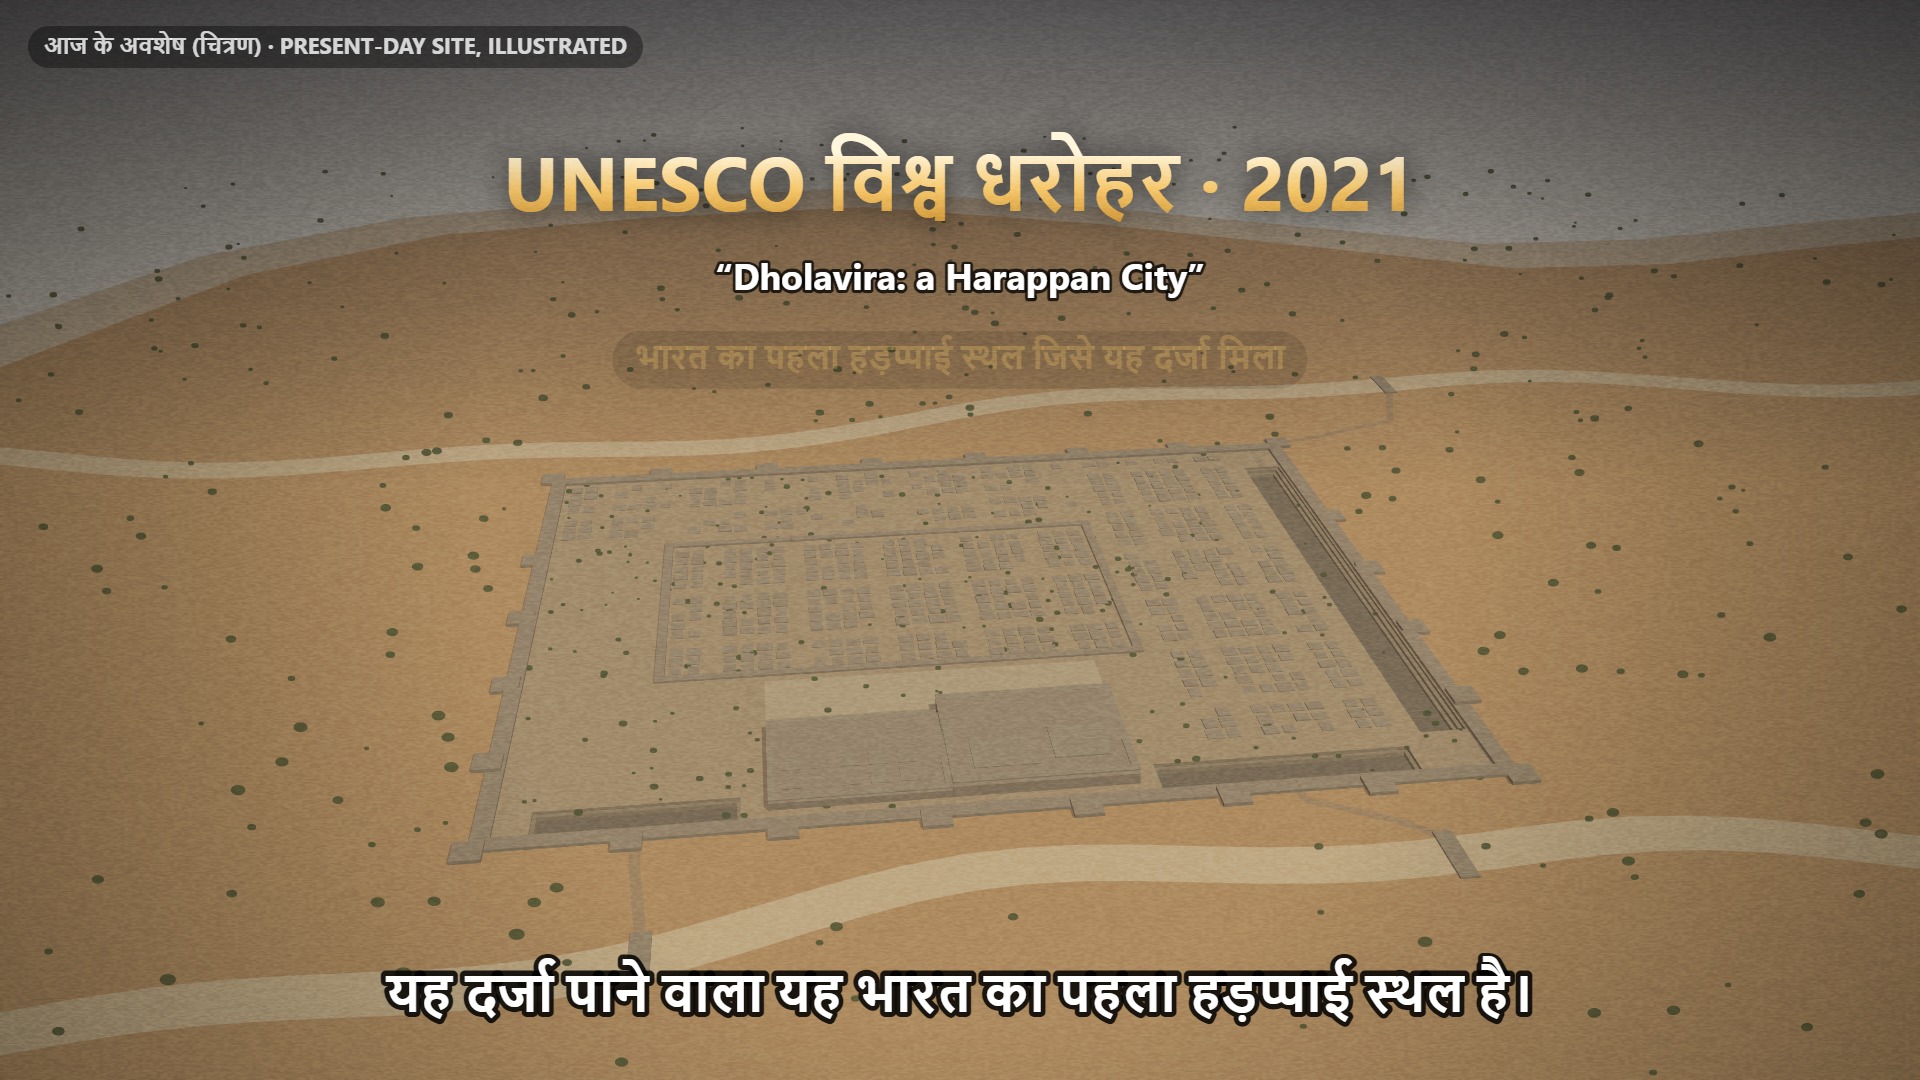 आज के अवशेष (चित्रण) · PRESENT-DAY SITE, ILLUSTRATED
UNESCO विश्व धरोहर · 2021
“Dholavira: a Harappan City”
भारत का पहला हड़प्पाई स्थल जिसे यह दर्जा मिला
यह दर्जा पाने वाला यह भारत का पहला हड़प्पाई स्थल है।